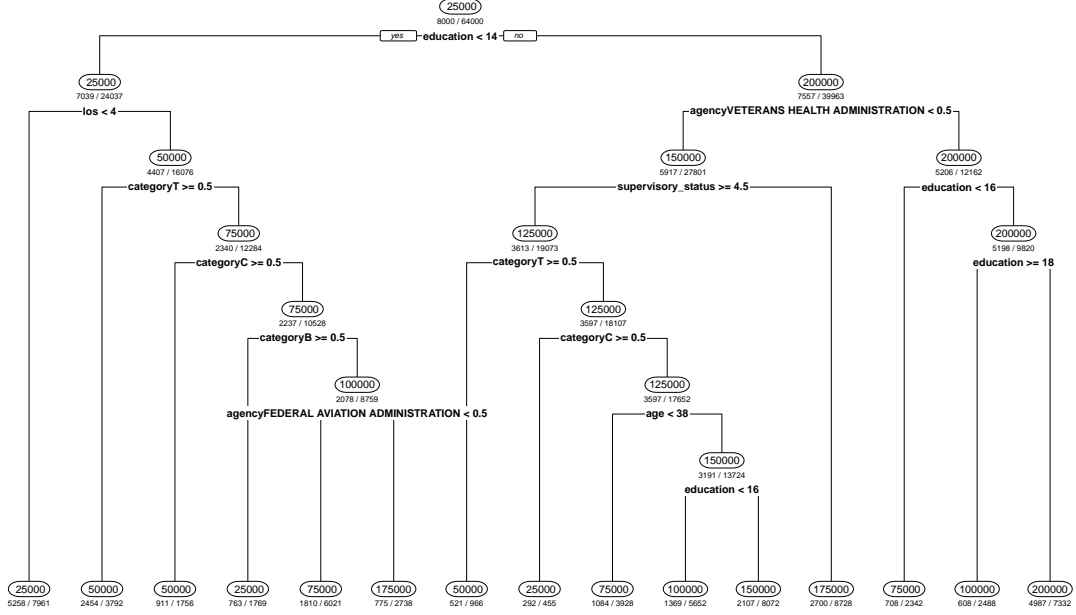 25000
8000 / 64000
yes education < 14 no
25000 200000
7039 / 24037 7557 / 39963
los < 4 agencyVETERANS HEALTH ADMINISTRATION < 0.5
50000 150000 200000
4407 / 16076 5917 / 27801 5206 / 12162
categoryT >= 0.5 supervisory_status >= 4.5 education < 16
75000 125000 200000
2340 / 12284 3613 / 19073 5198 / 9820
categoryC >= 0.5 categoryT >= 0.5 education >= 18
75000 125000
2237 / 10528 3597 / 18107
categoryB >= 0.5 categoryC >= 0.5
100000 125000
2078 / 8759 3597 / 17652
agencyFEDERAL AVIATION ADMINISTRATION < 0.5 age < 38
150000
3191 / 13724
education < 16
25000 50000 50000 25000 75000 175000 50000 25000 75000 100000 150000 175000 75000 100000 200000
5258 / 7961 2454 / 3792 911 / 1756 763 / 1769 1810 / 6021 775 / 2738 521 / 966 292 / 455 1084 / 3928 1369 / 5652 2107 / 8072 2700 / 8728 708 / 2342 608 / 2488 4987 / 7332